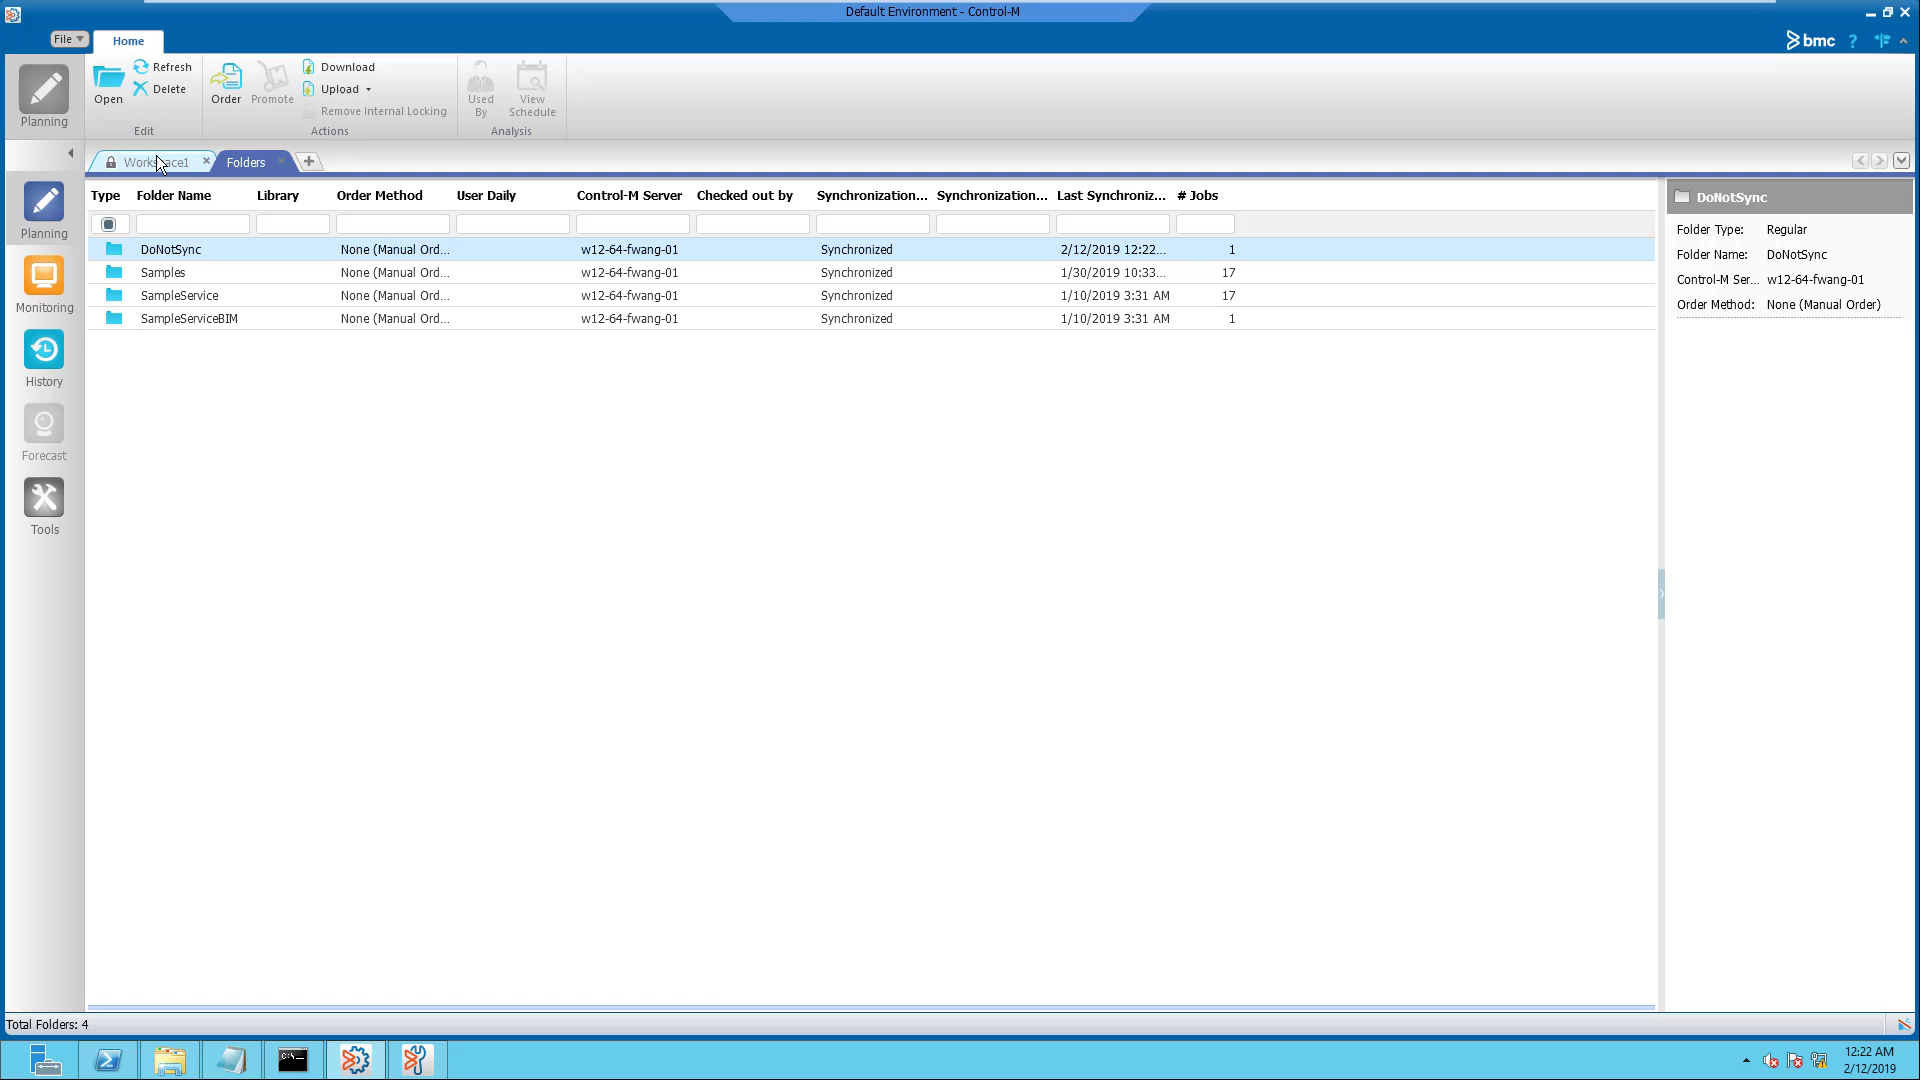 Default Environment - Control-M
File
Home
bmc
?
Planning
Open
Refresh
Delete
Edit
Order
Promote
Download
Upload
Remove Internal Locking
Actions
Used
By
View
Schedule
Analysis
Workspace1
Folders
Type Folder Name Library Order Method User Daily Control-M Server Checked out by Synchronization... Synchronization... Last Synchroniz... # Jobs
DoNotSync None (Manual Ord... w12-64-fwang-01 Synchronized 2/12/2019 12:22... 1
Samples None (Manual Ord... w12-64-fwang-01 Synchronized 1/30/2019 10:33... 17
SampleService None (Manual Ord... w12-64-fwang-01 Synchronized 1/10/2019 3:31 AM 17
SampleServiceBIM None (Manual Ord... w12-64-fwang-01 Synchronized 1/10/2019 3:31 AM 1
Planning
Monitoring
History
Forecast
Tools
DoNotSync
Folder Type: Regular
Folder Name: DoNotSync
Control-M Ser... w12-64-fwang-01
Order Method: None (Manual Order)
Total Folders: 4
C:\_
12:22 AM
2/12/2019